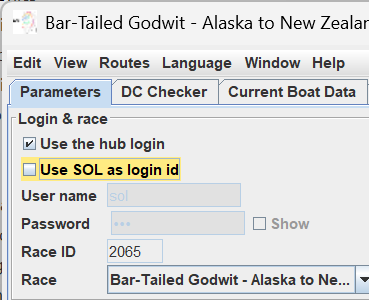 Bar-Tailed Godwit - Alaska to New Zealan
Edit View Routes Language Window Help
Parameters DC Checker Current Boat Data
Login & race
Use the hub login
Use SOL as login id
User name sol
Password ••• Show
Race ID 2065
Race Bar-Tailed Godwit - Alaska to Ne...